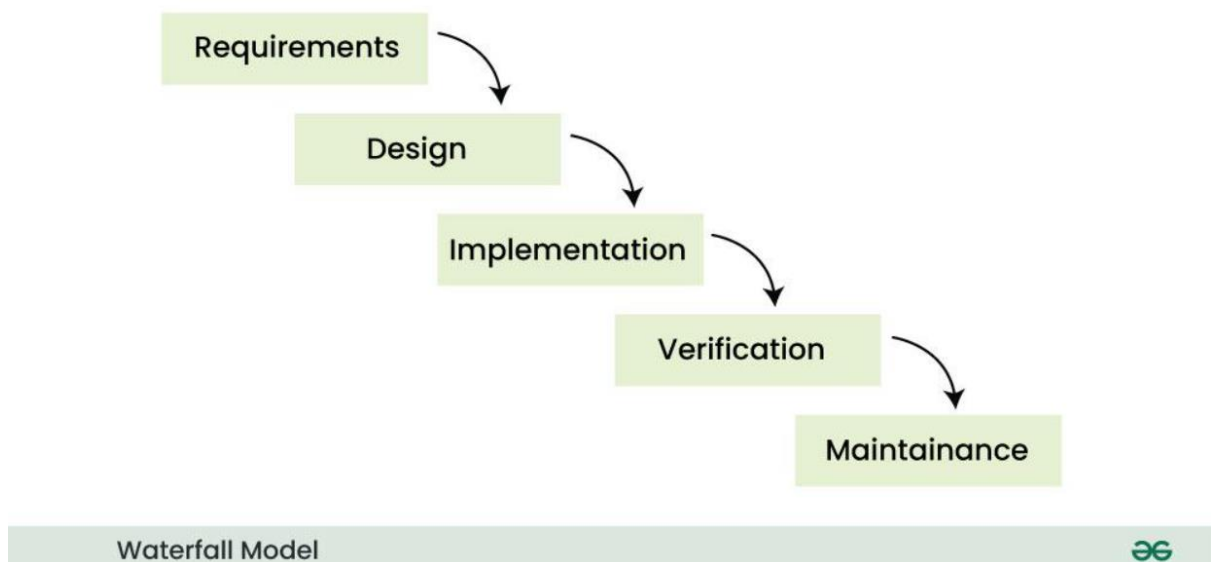 Requirements
Design
Implementation
Verification
Maintainance
Waterfall Model